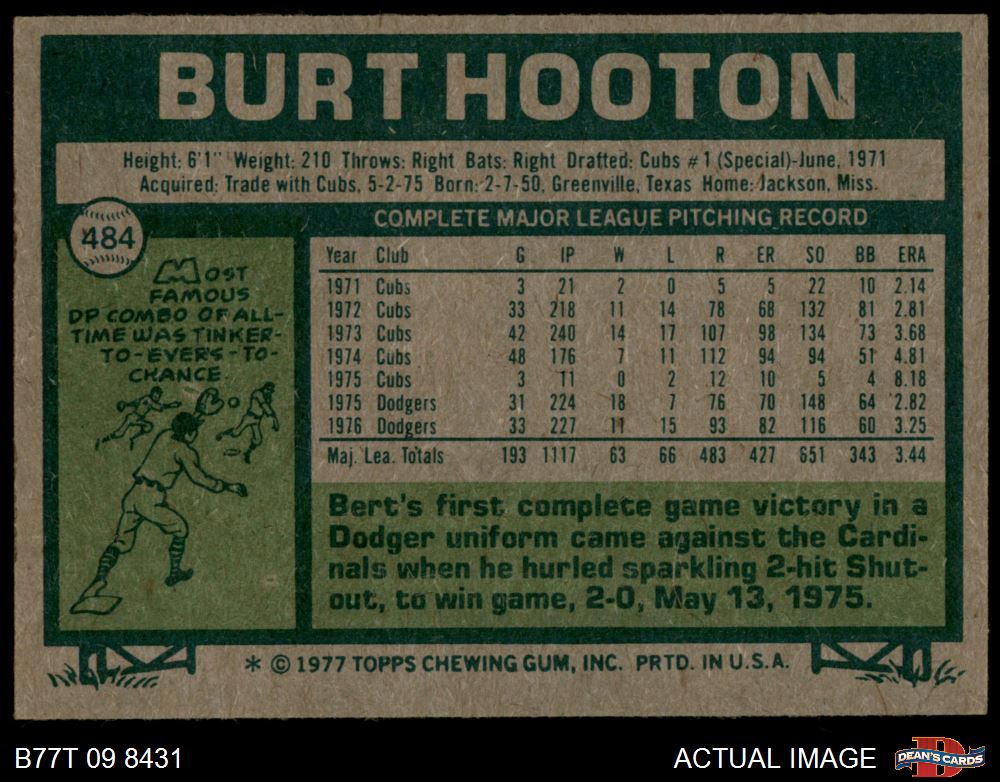 BURT HOOTON
Height: 6'1" Weight: 210 Throws: Right Bats: Right Drafted: Cubs #1 (Special)-June, 1971
Acquired: Trade with Cubs, 5-2-75 Born: 2-7-50, Greenville, Texas Home: Jackson, Miss.
484
MOST
FAMOUS
DP COMBO OF ALL-
TIME WAS TINKER-
TO-EVERS-TO-
CHANCE.
COMPLETE MAJOR LEAGUE PITCHING RECORD
Year Club G IP W L R ER SO BB ERA
1971 Cubs 3 21 2 0 5 5 22 10 2.14
1972 Cubs 33 218 11 14 78 68 132 81 2.81
1973 Cubs 42 240 14 17 107 98 134 73 3.68
1974 Cubs 48 176 7 11 112 94 94 51 4.81
1975 Cubs 3 11 0 2 12 10 5 4 8.18
1975 Dodgers 31 224 18 7 76 70 148 64 2.82
1976 Dodgers 33 227 11 15 93 82 116 60 3.25
Maj. Lea. Totals 193 1117 63 66 483 427 651 343 3.44
Bert's first complete game victory in a
Dodger uniform came against the Cardi-
nals when he hurled sparkling 2-hit Shut-
out, to win game, 2-0, May 13, 1975.
* © 1977 TOPPS CHEWING GUM, INC. PRTD. IN U.S.A.
B77T 09 8431
ACTUAL IMAGE
D
DEAN'S CARDS